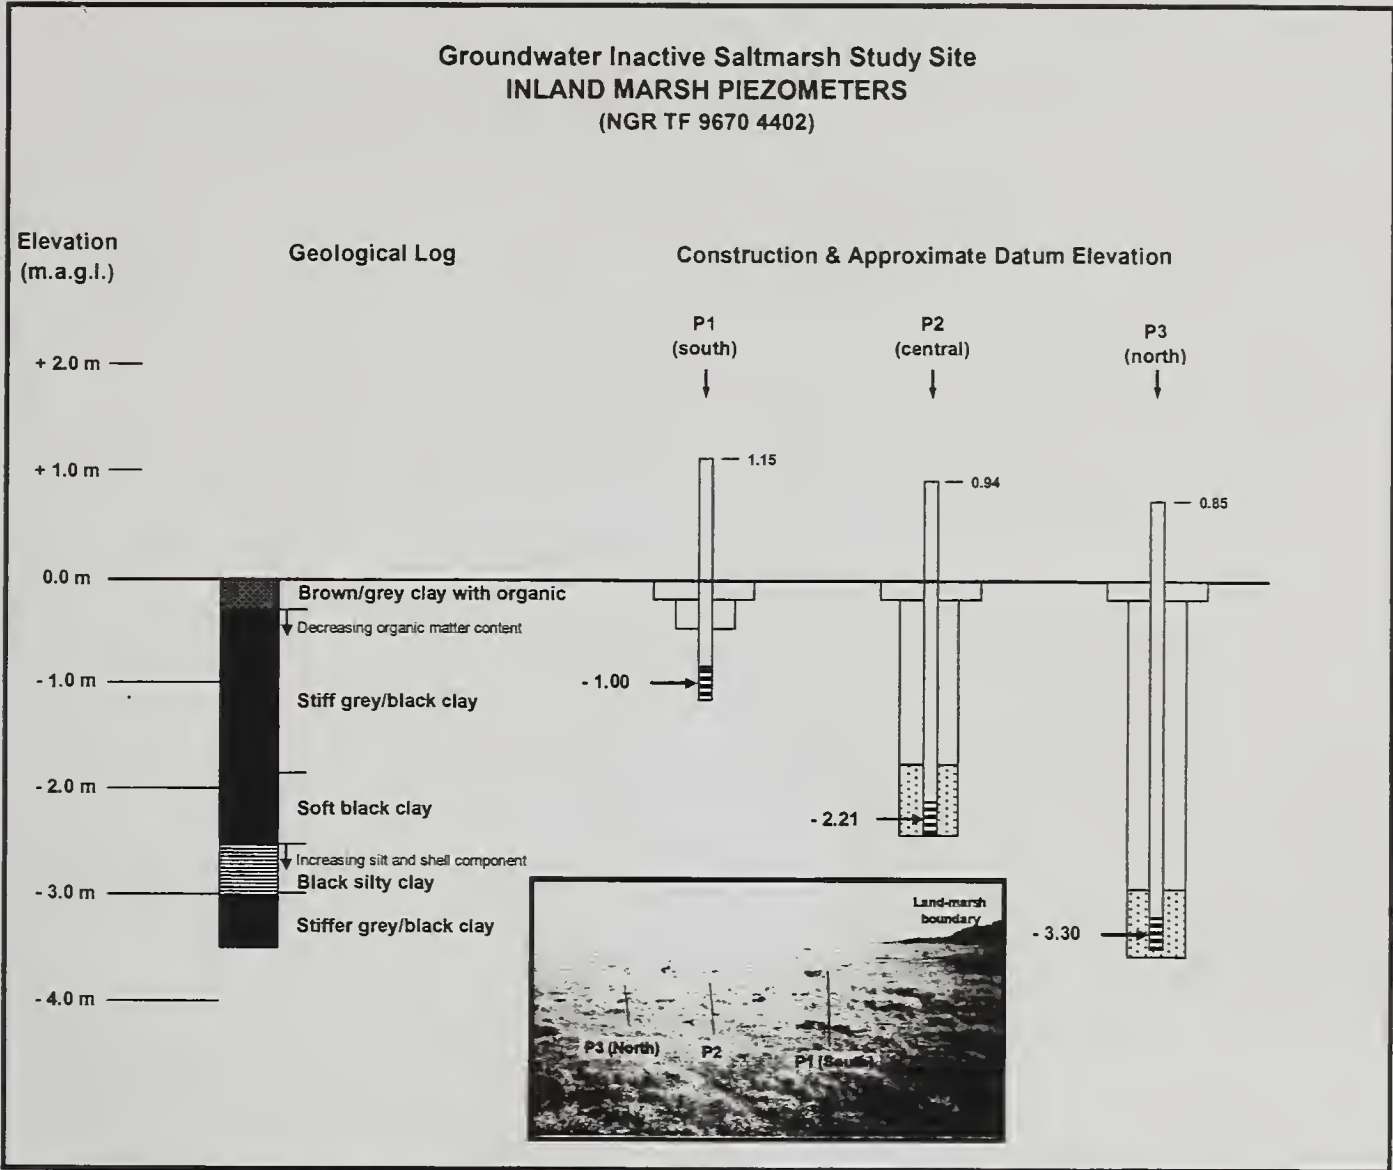 Groundwater Inactive Saltmarsh Study Site
INLAND MARSH PIEZOMETERS
(NGR TF 9670 4402)
Elevation
(m.a.g.l.)
Geological Log
Construction & Approximate Datum Elevation
P1
(south)
P2
(central)
P3
(north)
+ 2.0 m
+ 1.0 m
1.15
0.94
0.85
0.0 m
Brown/grey clay with organic
Decreasing organic matter content
- 1.0 m
Stiff grey/black clay
- 1.00
- 2.0 m
Soft black clay
- 2.21
Increasing silt and shell component
Black silty clay
- 3.0 m
Stiffer grey/black clay
- 3.30
- 4.0 m
Land-marsh
boundary
P3 (North)
P2
P1 (South)